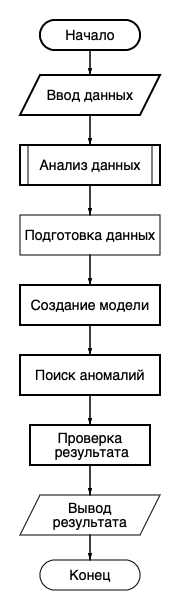 Начало
Ввод данных
Анализ данных
Подготовка данных
Создание модели
Поиск аномалий
Проверка
результата
Вывод
результата
Конец